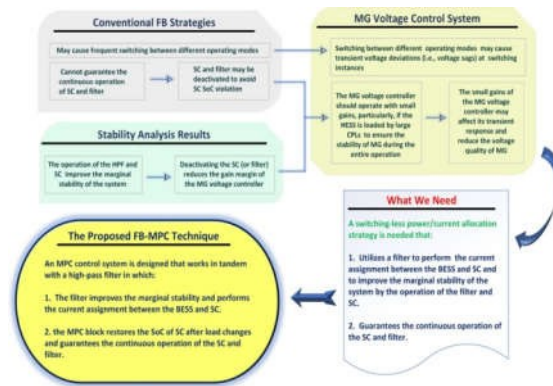 Conventional FB Strategies
May cause frequent switching between different operating modes
Cannot guarantee the
continuous operation
of SC and filter
SC and filter may be
deactivated to avoid
SC SoC violation
Stability Analysis Results
The operation of the HPF and
SC improve the marginal
stability of the system
Deactivating the SC (or filter)
reduces the gain margin of
the MG voltage controller
MG Voltage Control System
Switching between different operating modes may cause
transient voltage deviations (i.e., voltage sags) at switching
instances
The MG voltage controller
should operate with small
gains, particularly, if the
HESS is loaded by large
CPLs to ensure the
stability of MG during the
entire operation
The small gains of
the MG voltage
controller may
affect its transient
response and
reduce the voltage
quality of MG
What We Need
A switching-less power/current allocation
strategy is needed that:
1. Utilizes a filter to perform the current
assignment between the BESS and SC and to
improve the marginal stability of the
system by the operation of the filter and
SC.
2. Guarantees the continuous operation of
the SC and filter.
The Proposed FB-MPC Technique
An MPC control system is designed that works in tandem
with a high-pass filter in which:
1. The filter improves the marginal stability and performs
the current assignment between the BESS and SC.
2. the MPC block restores the SoC of SC after load changes
and guarantees the continuous operation of the SC and
filter.